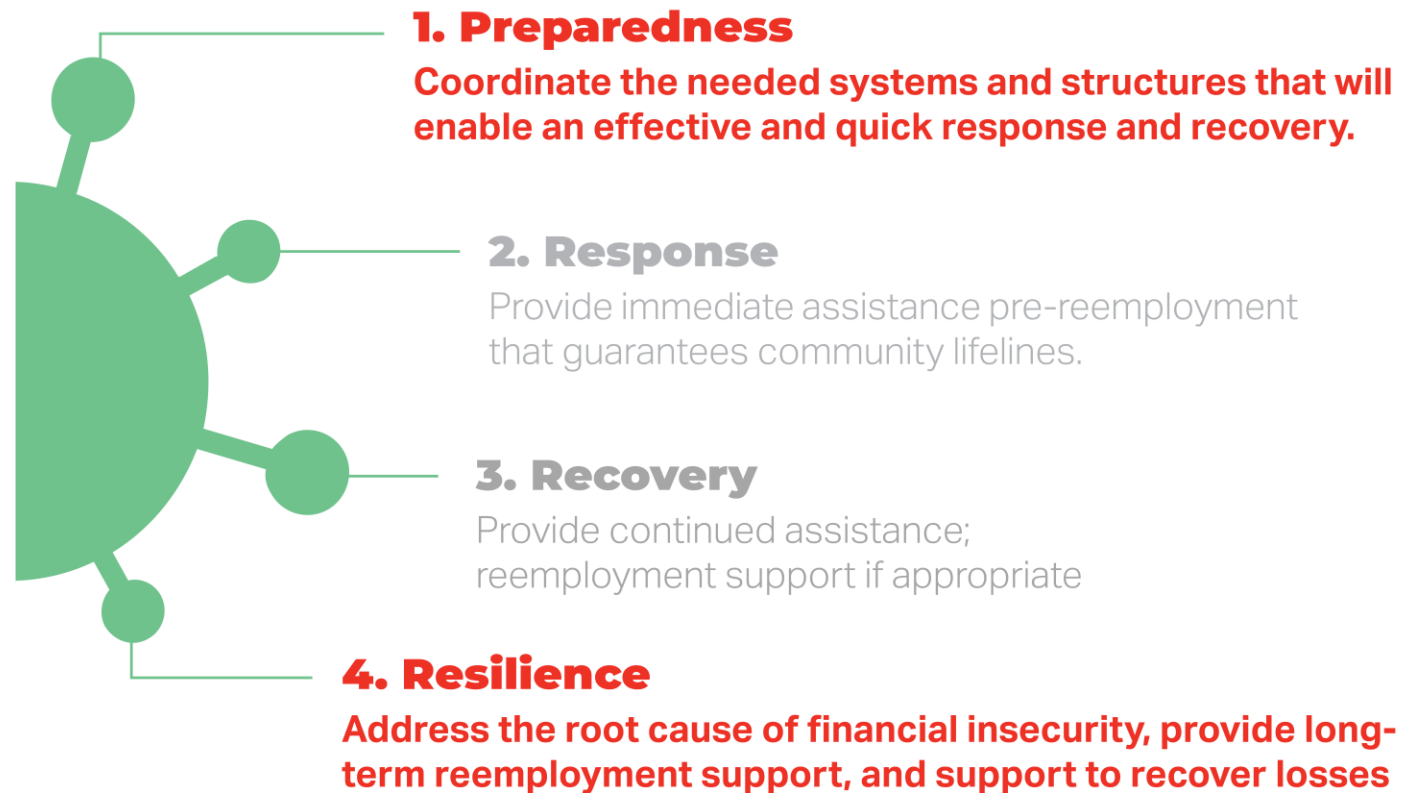 1. Preparedness
Coordinate the needed systems and structures that will
enable an effective and quick response and recovery.
2. Response
Provide immediate assistance pre-reemployment
that guarantees community lifelines.
3. Recovery
Provide continued assistance;
reemployment support if appropriate
4. Resilience
Address the root cause of financial insecurity, provide long-
term reemployment support, and support to recover losses